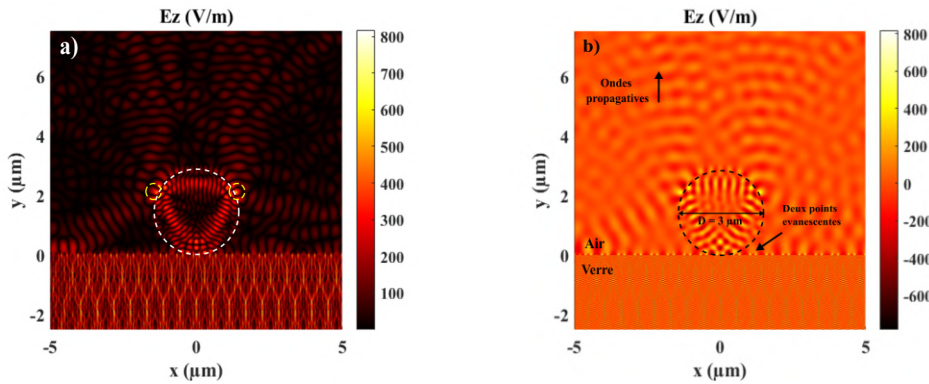 Ez (V/m)
a)
800
700
600
500
400
300
200
100
6
4
2
0
-2
y (µm)
-5
0
5
x (µm)
Ez (V/m)
b)
Ondes
propagatives
D = 3 µm
Deux points
evanescentes
Air
Verre
800
600
400
200
0
-200
-400
-600
6
4
2
0
-2
y (µm)
-5
0
5
x (µm)